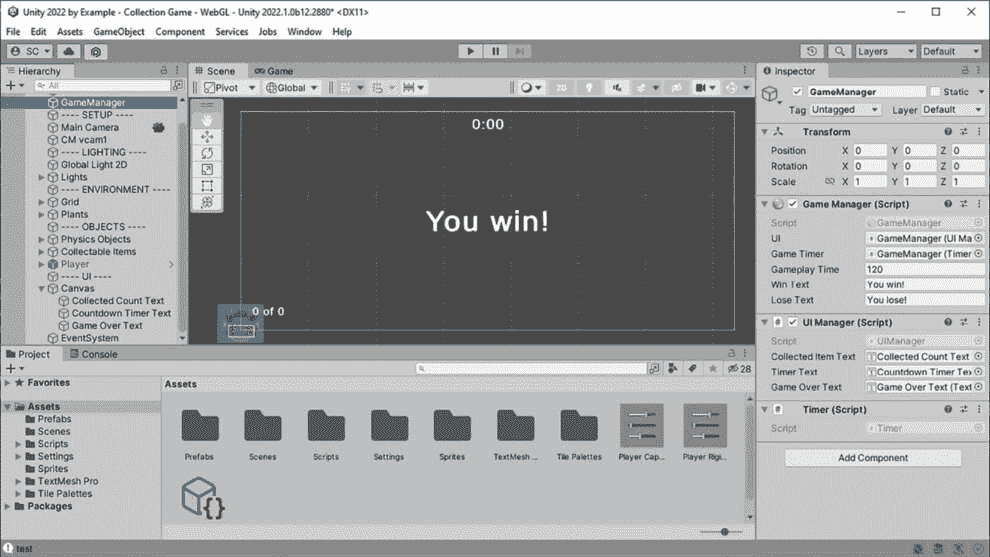 Unity 2022 by Example - Collection Game - WebGL - Unity 2022.1.0b12.2880* <DX11>
File Edit Assets GameObject Component Services Jobs Window Help
SC Layers Default
Hierarchy
All
GameManager
---- SETUP ----
Main Camera
CM vcam1
---- LIGHTING ----
Global Light 2D
Lights
---- ENVIRONMENT ----
Grid
Plants
---- OBJECTS ----
Physics Objects
Collectable Items
Player
---- UI ----
Canvas
Collected Count Text
Countdown Timer Text
Game Over Text
EventSystem
Scene Game
Pivot Global 2D
0:00
You win!
0 of 0
Inspector
GameManager Static
Tag Untagged Layer Default
Transform
Position X 0 Y 0 Z 0
Rotation X 0 Y 0 Z 0
Scale X 1 Y 1 Z 1
Game Manager (Script)
Script GameManager
UI GameManager (UI Ma
Game Timer GameManager (Timer
Gameplay Time 120
Win Text You win!
Lose Text You lose!
UI Manager (Script)
Script UIManager
Collected Item Text Collected Count Text
Timer Text Countdown Timer Tex
Game Over Text Game Over Text (Text
Timer (Script)
Script Timer
Add Component
Project Console
28
Favorites
Assets
Prefabs
Scenes
Scripts
Settings
Sprites
TextMesh Pro
Tile Palettes
Packages
Assets
Prefabs Scenes Scripts Settings Sprites TextMesh ... Tile Palettes Player Cap... Player Rigi...
test